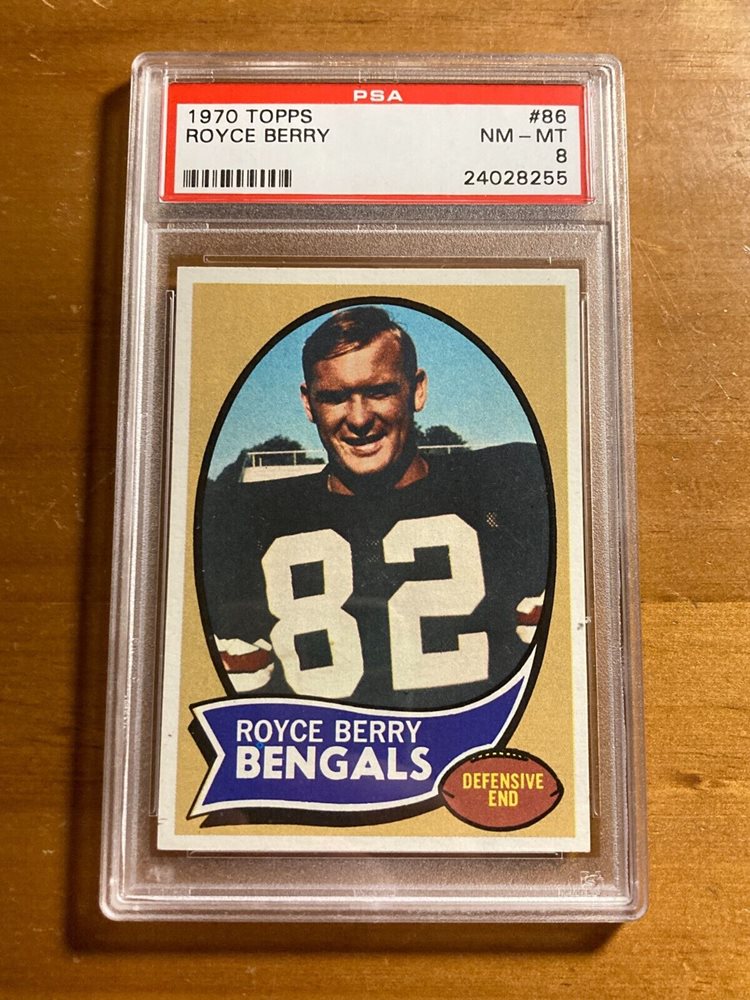 PSA
1970 TOPPS #86
ROYCE BERRY NM-MT
8
24028255
82
ROYCE BERRY
BENGALS
DEFENSIVE
END